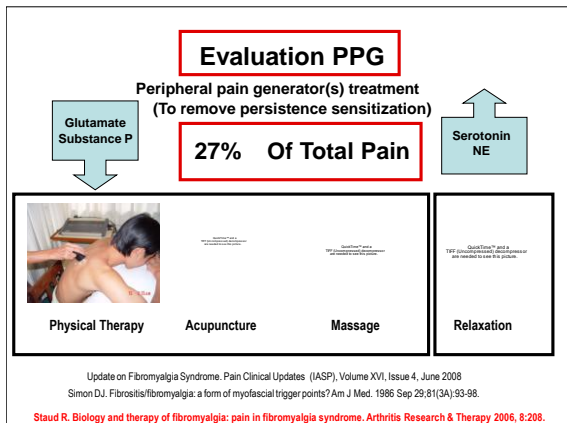 Evaluation PPG
Peripheral pain generator(s) treatment
(To remove persistence sensitization)
Glutamate
Substance P
27% Of Total Pain
Serotonin
NE
QuickTime™ and a
TIFF (Uncompressed) decompressor
are needed to see this picture.
QuickTime™ and a
TIFF (Uncompressed) decompressor
are needed to see this picture.
QuickTime™ and a
TIFF (Uncompressed) decompressor
are needed to see this picture.
Physical Therapy
Acupuncture
Massage
Relaxation
Update on Fibromyalgia Syndrome. Pain Clinical Updates (IASP), Volume XVI, Issue 4, June 2008
Simon DJ. Fibrositis/fibromyalgia: a form of myofascial trigger points? Am J Med. 1986 Sep 29;81(3A):93-98.
Staud R. Biology and therapy of fibromyalgia: pain in fibromyalgia syndrome. Arthritis Research & Therapy 2006, 8:208.